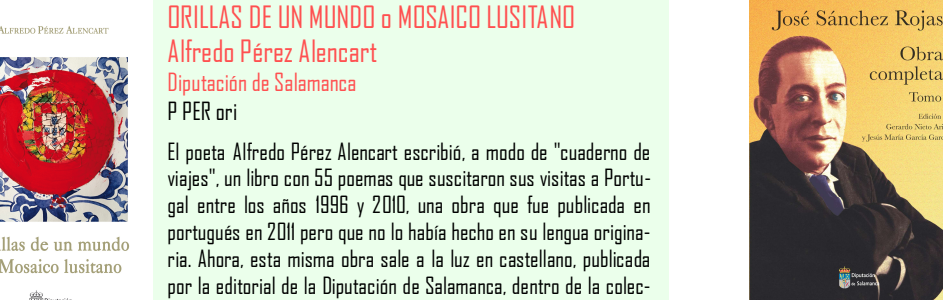 ALFREDO PÉREZ ALENCART
llas de un mundo
Mosaico lusitano
Diputación
ORILLAS DE UN MUNDO o MOSAICO LUSITANO
Alfredo Pérez Alencart
Diputación de Salamanca
P PER ori
El poeta Alfredo Pérez Alencart escribió, a modo de "cuaderno de
viajes", un libro con 55 poemas que suscitaron sus visitas a Portu-
gal entre los años 1996 y 2010, una obra que fue publicada en
portugués en 2011 pero que no lo había hecho en su lengua origina-
ria. Ahora, esta misma obra sale a la luz en castellano, publicada
por la editorial de la Diputación de Salamanca, dentro de la colec-
José Sánchez Rojas
Obra
completa
Tomo
Edición
Gerardo Nieto Ari
y Jesús María García Garc
Diputación
de Salamanca